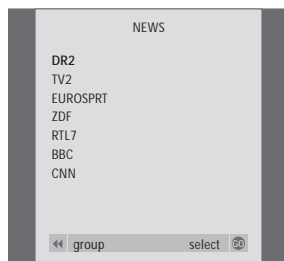 NEWS
DR2
TV2
EUROSPRT
ZDF
RTL7
BBC
CNN
group select GO